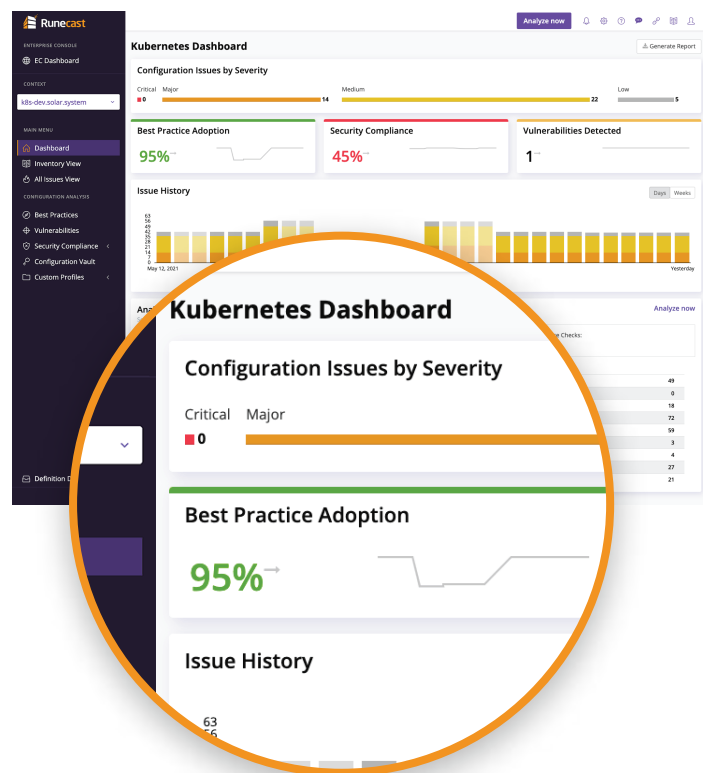 Runecast
Analyze now
ENTERPRISE CONSOLE
EC Dashboard
CONTEXT
k8s-dev.solar.system
MAIN MENU
Dashboard
Inventory View
All Issues View
CONFIGURATION ANALYSIS
Best Practices
Vulnerabilities
Security Compliance
Configuration Vault
Custom Profiles
Definition
Kubernetes Dashboard
Generate Report
Configuration Issues by Severity
Critical Major Medium Low
0 14 22 5
Best Practice Adoption
95%
Security Compliance
45%
Vulnerabilities Detected
1
Issue History
Days Weeks
63
56
49
42
35
28
21
14
7
0
May 12, 2021 Yesterday
Analyze now
Checks:
49
0
18
72
59
3
4
27
21
Kubernetes Dashboard
Configuration Issues by Severity
Critical Major
0
Best Practice Adoption
95%
Issue History
63
56